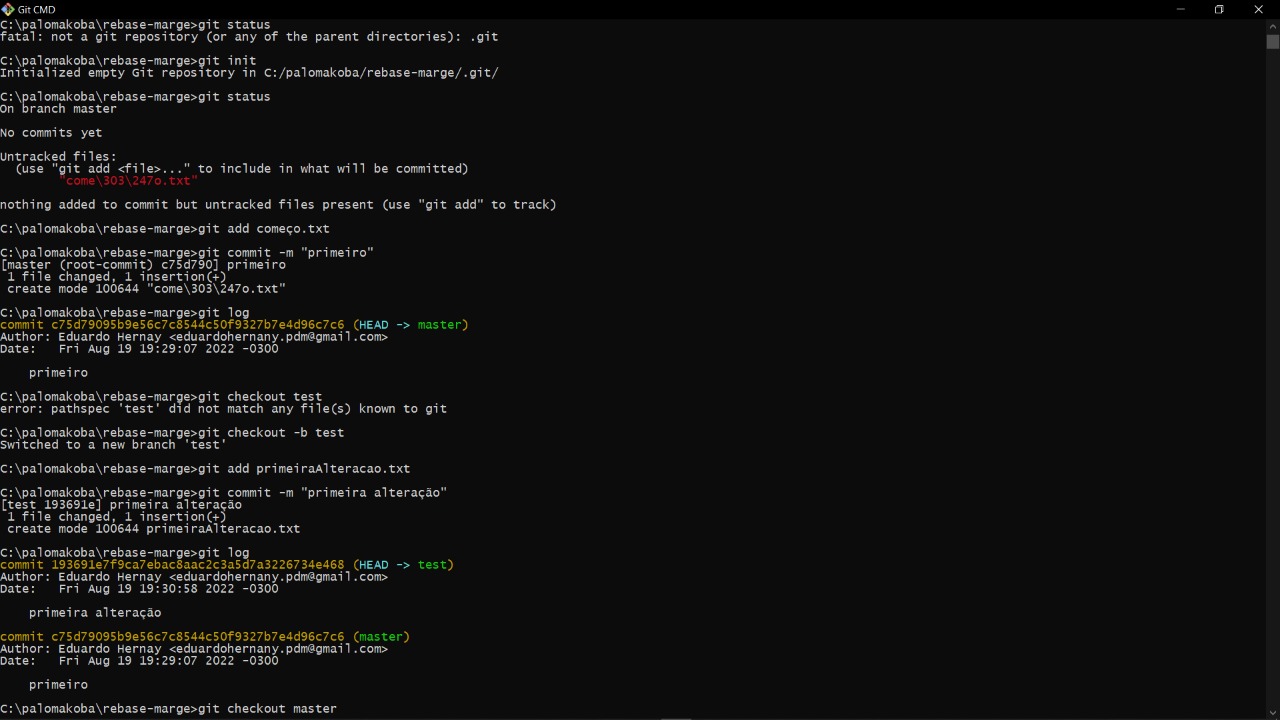 Git CMD
C:\palomakoba\rebase-marge>git status
fatal: not a git repository (or any of the parent directories): .git
C:\palomakoba\rebase-marge>git init
Initialized empty Git repository in C:/palomakoba/rebase-marge/.git/
C:\palomakoba\rebase-marge>git status
On branch master
No commits yet
Untracked files:
  (use "git add <file>..." to include in what will be committed)
        "come\303\247o.txt"
nothing added to commit but untracked files present (use "git add" to track)
C:\palomakoba\rebase-marge>git add começo.txt
C:\palomakoba\rebase-marge>git commit -m "primeiro"
[master (root-commit) c75d790] primeiro
 1 file changed, 1 insertion(+)
 create mode 100644 "come\303\247o.txt"
C:\palomakoba\rebase-marge>git log
commit c75d79095b9e56c7c8544c50f9327b7e4d96c7c6 (HEAD -> master)
Author: Eduardo Hernay <eduardohernany.pdm@gmail.com>
Date:   Fri Aug 19 19:29:07 2022 -0300
    primeiro
C:\palomakoba\rebase-marge>git checkout test
error: pathspec 'test' did not match any file(s) known to git
C:\palomakoba\rebase-marge>git checkout -b test
Switched to a new branch 'test'
C:\palomakoba\rebase-marge>git add primeiraAlteracao.txt
C:\palomakoba\rebase-marge>git commit -m "primeira alteração"
[test 193691e] primeira alteração
 1 file changed, 1 insertion(+)
 create mode 100644 primeiraAlteracao.txt
C:\palomakoba\rebase-marge>git log
commit 193691e7f9ca7ebac8aac2c3a5d7a3226734e468 (HEAD -> test)
Author: Eduardo Hernay <eduardohernany.pdm@gmail.com>
Date:   Fri Aug 19 19:30:58 2022 -0300
    primeira alteração
commit c75d79095b9e56c7c8544c50f9327b7e4d96c7c6 (master)
Author: Eduardo Hernay <eduardohernany.pdm@gmail.com>
Date:   Fri Aug 19 19:29:07 2022 -0300
    primeiro
C:\palomakoba\rebase-marge>git checkout master